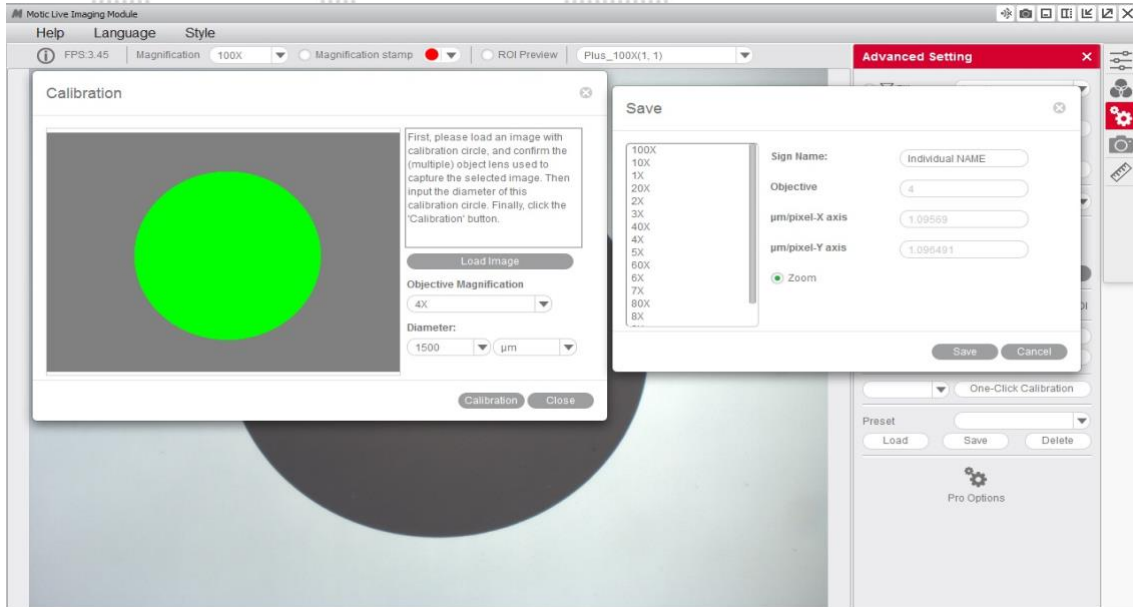 Motic Live Imaging Module
Help Language Style
FPS:3.45 Magnification 100X Magnification stamp ROI Preview Plus_100X(1, 1)
Advanced Setting
Calibration
First, please load an image with
calibration circle, and confirm the
(multiple) object lens used to
capture the selected image. Then
input the diameter of this
calibration circle. Finally, click the
'Calibration' button.
Load Image
Objective Magnification
4X
Diameter:
1500 µm
Calibration Close
Save
100X
10X
1X
20X
2X
3X
40X
4X
5X
60X
6X
7X
80X
8X
Sign Name: Individual NAME
Objective 4
µm/pixel-X axis 1.09569
µm/pixel-Y axis 1.096491
Zoom
Save Cancel
One-Click Calibration
Preset
Load Save Delete
Pro Options